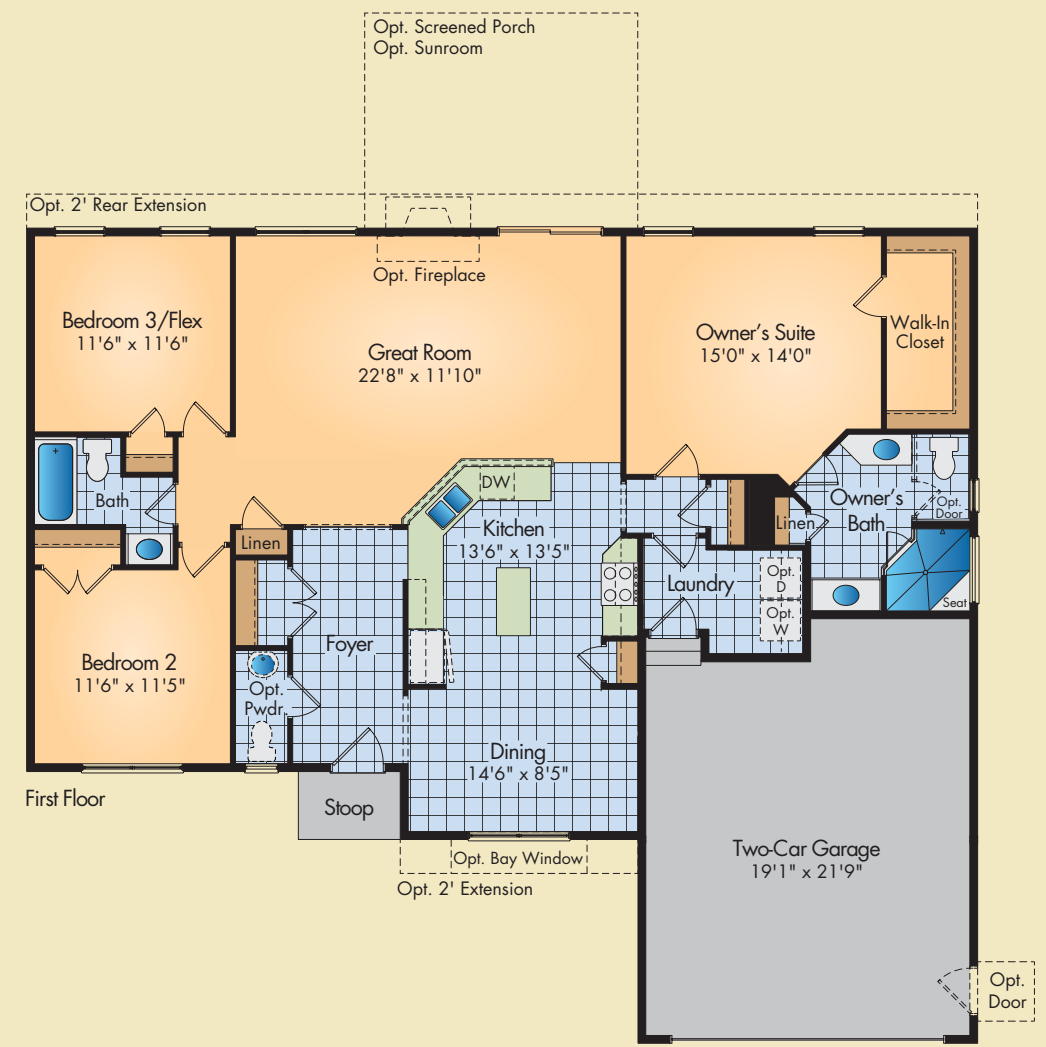 Opt. Screened Porch
Opt. Sunroom
Opt. 2' Rear Extension
Opt. Fireplace
Bedroom 3/Flex
11'6" x 11'6"
Great Room
22'8" x 11'10"
Owner's Suite
15'0" x 14'0"
Walk-In
Closet
Bath
DW
Kitchen
13'6" x 13'5"
Linen
Owner's
Bath
Opt.
Door
Linen
Laundry
Opt.
D
Opt.
W
Seat
Foyer
Bedroom 2
11'6" x 11'5"
Opt.
Pwdr.
Dining
14'6" x 8'5"
First Floor
Stoop
Opt. Bay Window
Opt. 2' Extension
Two-Car Garage
19'1" x 21'9"
Opt.
Door